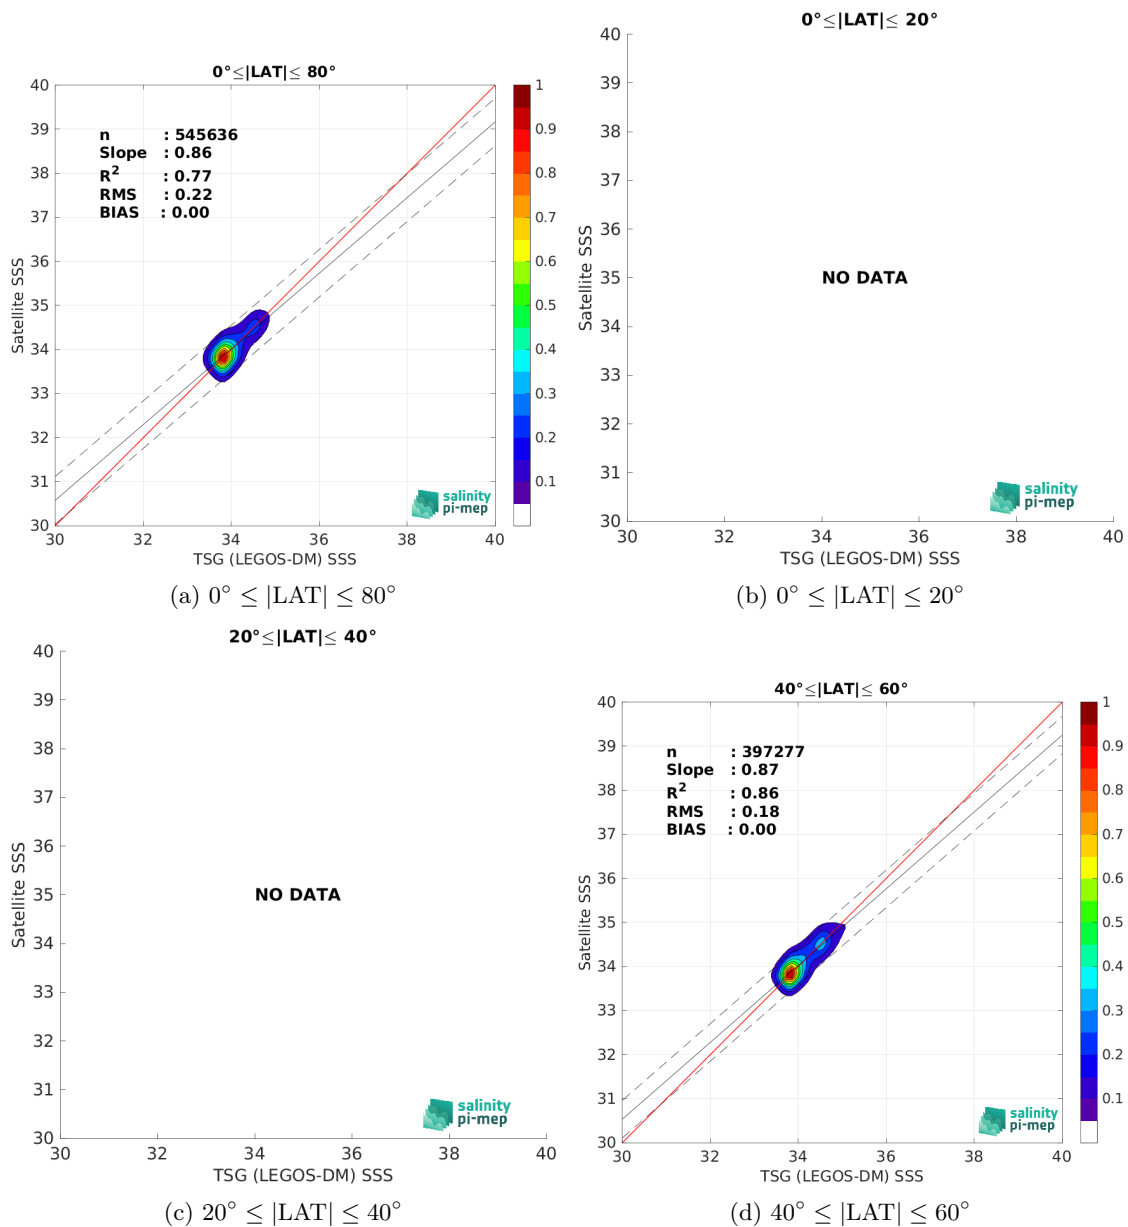 0°≤|LAT|≤ 80°
n : 545636
Slope : 0.86
R² : 0.77
RMS : 0.22
BIAS : 0.00
Satellite SSS
40
39
38
37
36
35
34
33
32
31
30
30 32 34 36 38 40
TSG (LEGOS-DM) SSS
1
0.9
0.8
0.7
0.6
0.5
0.4
0.3
0.2
0.1
salinity
pi-mep
(a) 0° ≤ |LAT| ≤ 80°
0°≤|LAT|≤ 20°
NO DATA
Satellite SSS
40
39
38
37
36
35
34
33
32
31
30
30 32 34 36 38 40
TSG (LEGOS-DM) SSS
salinity
pi-mep
(b) 0° ≤ |LAT| ≤ 20°
20°≤|LAT|≤ 40°
NO DATA
Satellite SSS
40
39
38
37
36
35
34
33
32
31
30
30 32 34 36 38 40
TSG (LEGOS-DM) SSS
salinity
pi-mep
(c) 20° ≤ |LAT| ≤ 40°
40°≤|LAT|≤ 60°
n : 397277
Slope : 0.87
R² : 0.86
RMS : 0.18
BIAS : 0.00
Satellite SSS
40
39
38
37
36
35
34
33
32
31
30
30 32 34 36 38 40
TSG (LEGOS-DM) SSS
1
0.9
0.8
0.7
0.6
0.5
0.4
0.3
0.2
0.1
salinity
pi-mep
(d) 40° ≤ |LAT| ≤ 60°